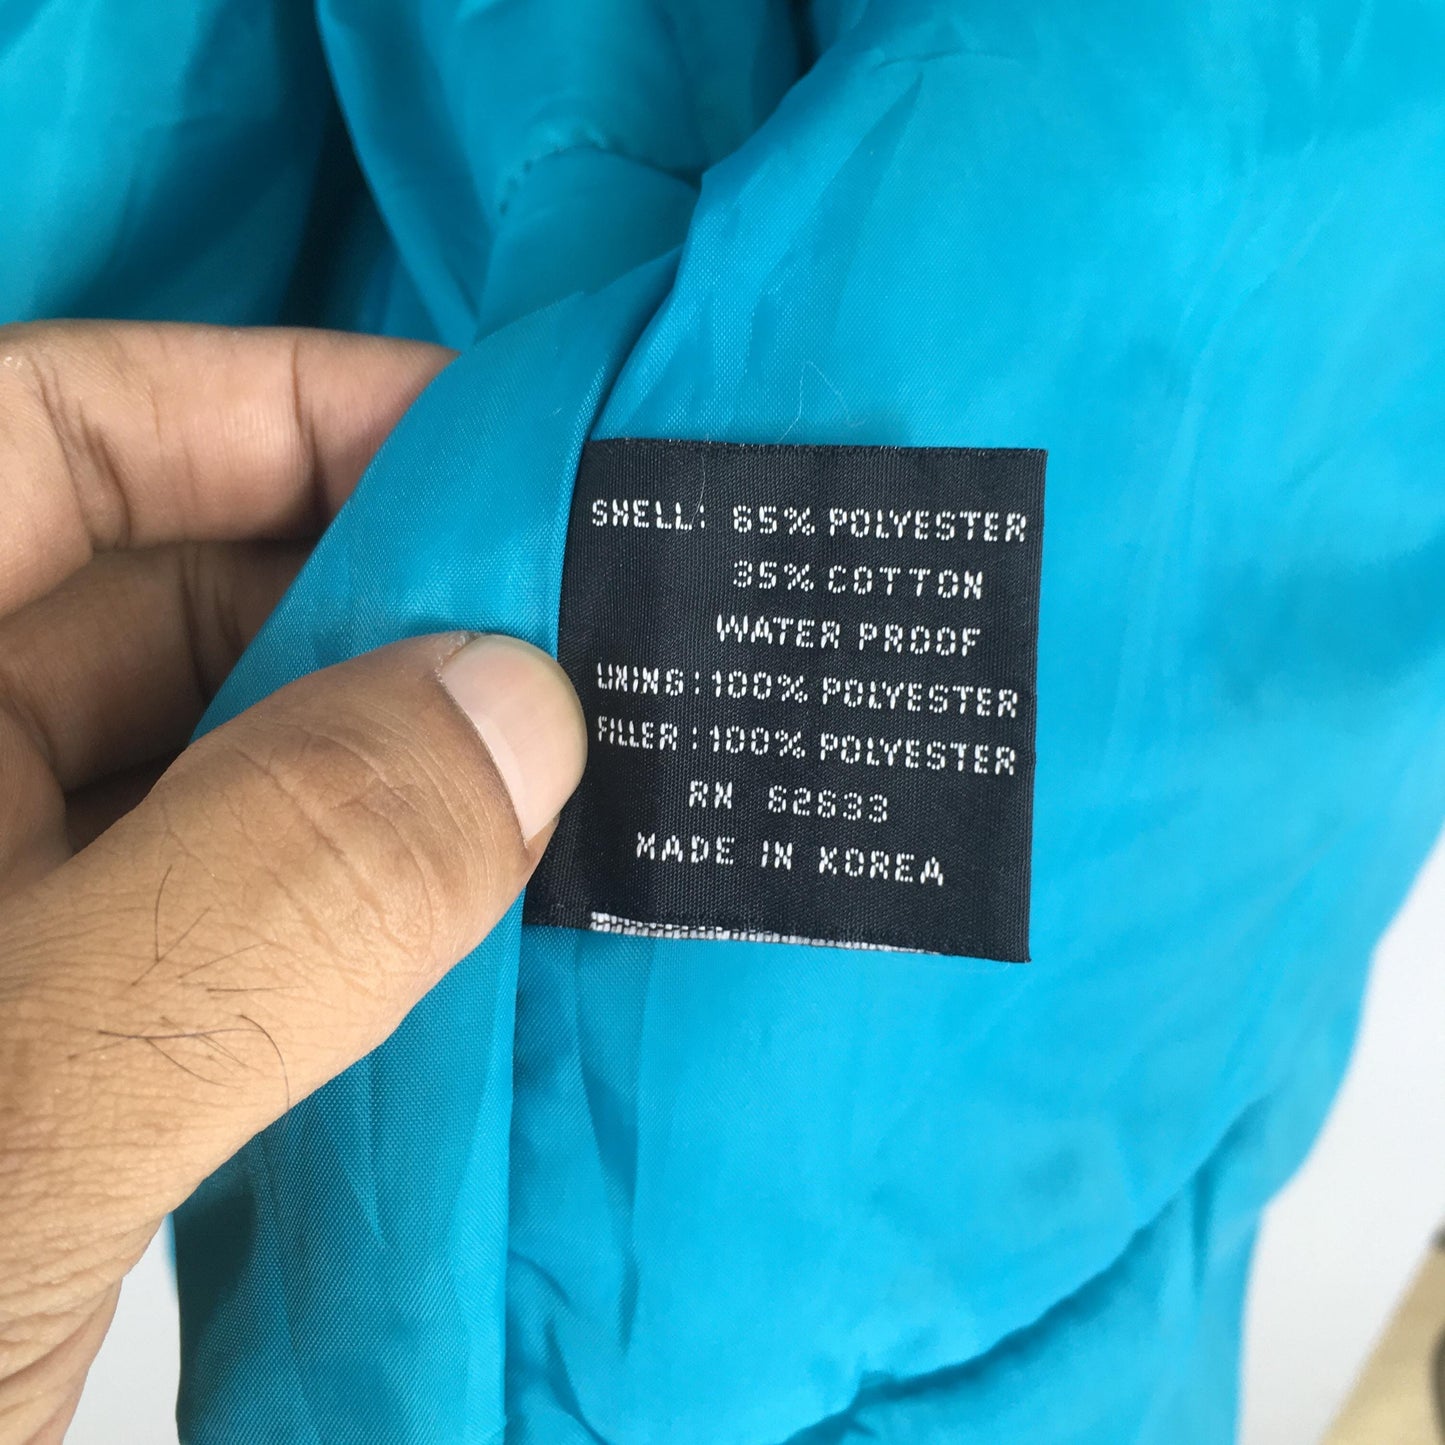 SHELL: 65% POLYESTER
35% COTTON
WATER PROOF
LINING: 100% POLYESTER
FILLER: 100% POLYESTER
RN 62633
MADE IN KOREA